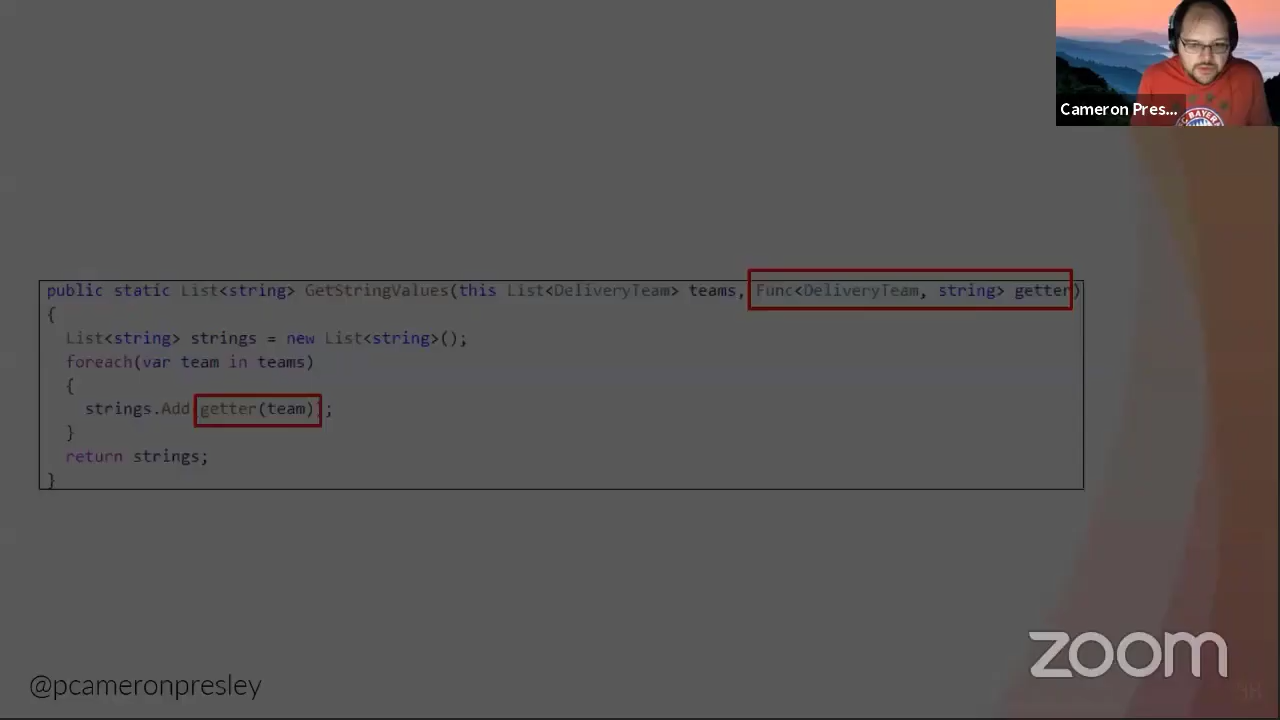 Cameron Pres...
BAYERN
public static List<string> GetStringValues(this List<DeliveryTeam> teams, Func<DeliveryTeam, string> getter)
{
List<string> strings = new List<string>();
foreach(var team in teams)
{
strings.Add(getter(team));
}
return strings;
}
zoom
@pcameronpresley